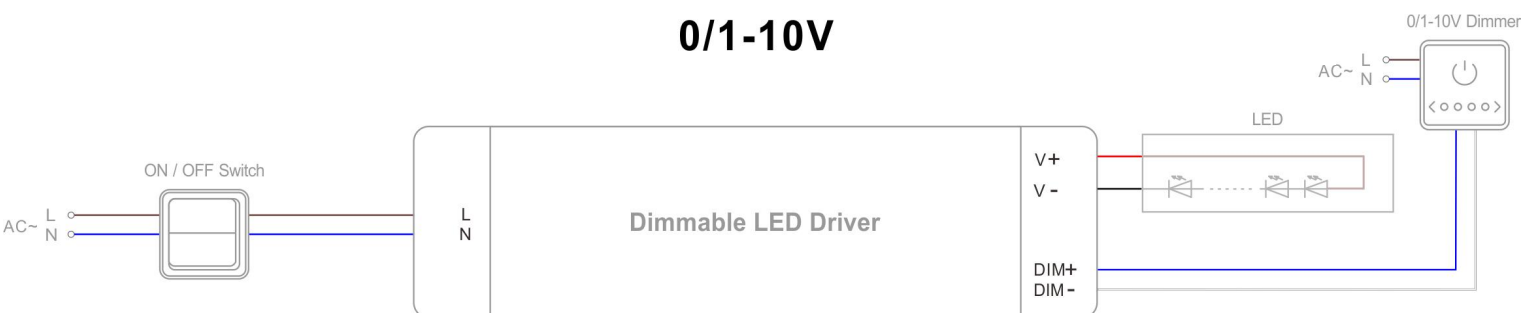 0/1-10V
0/1-10V Dimmer
AC~ L
N
LED
ON / OFF Switch
AC~ L
N
L
N
Dimmable LED Driver
V+
V-
DIM+
DIM-